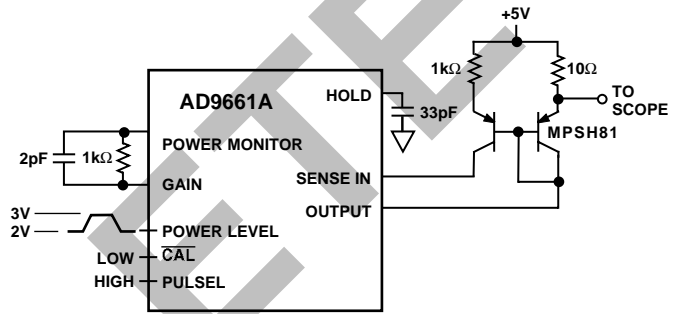 +5V
1kΩ
10Ω
TO
SCOPE
MPSH81
AD9661A
HOLD
33pF
POWER MONITOR
2pF
1kΩ
GAIN
SENSE IN
OUTPUT
3V
2V
POWER LEVEL
LOW
CAL
HIGH
PULSEL
ETE